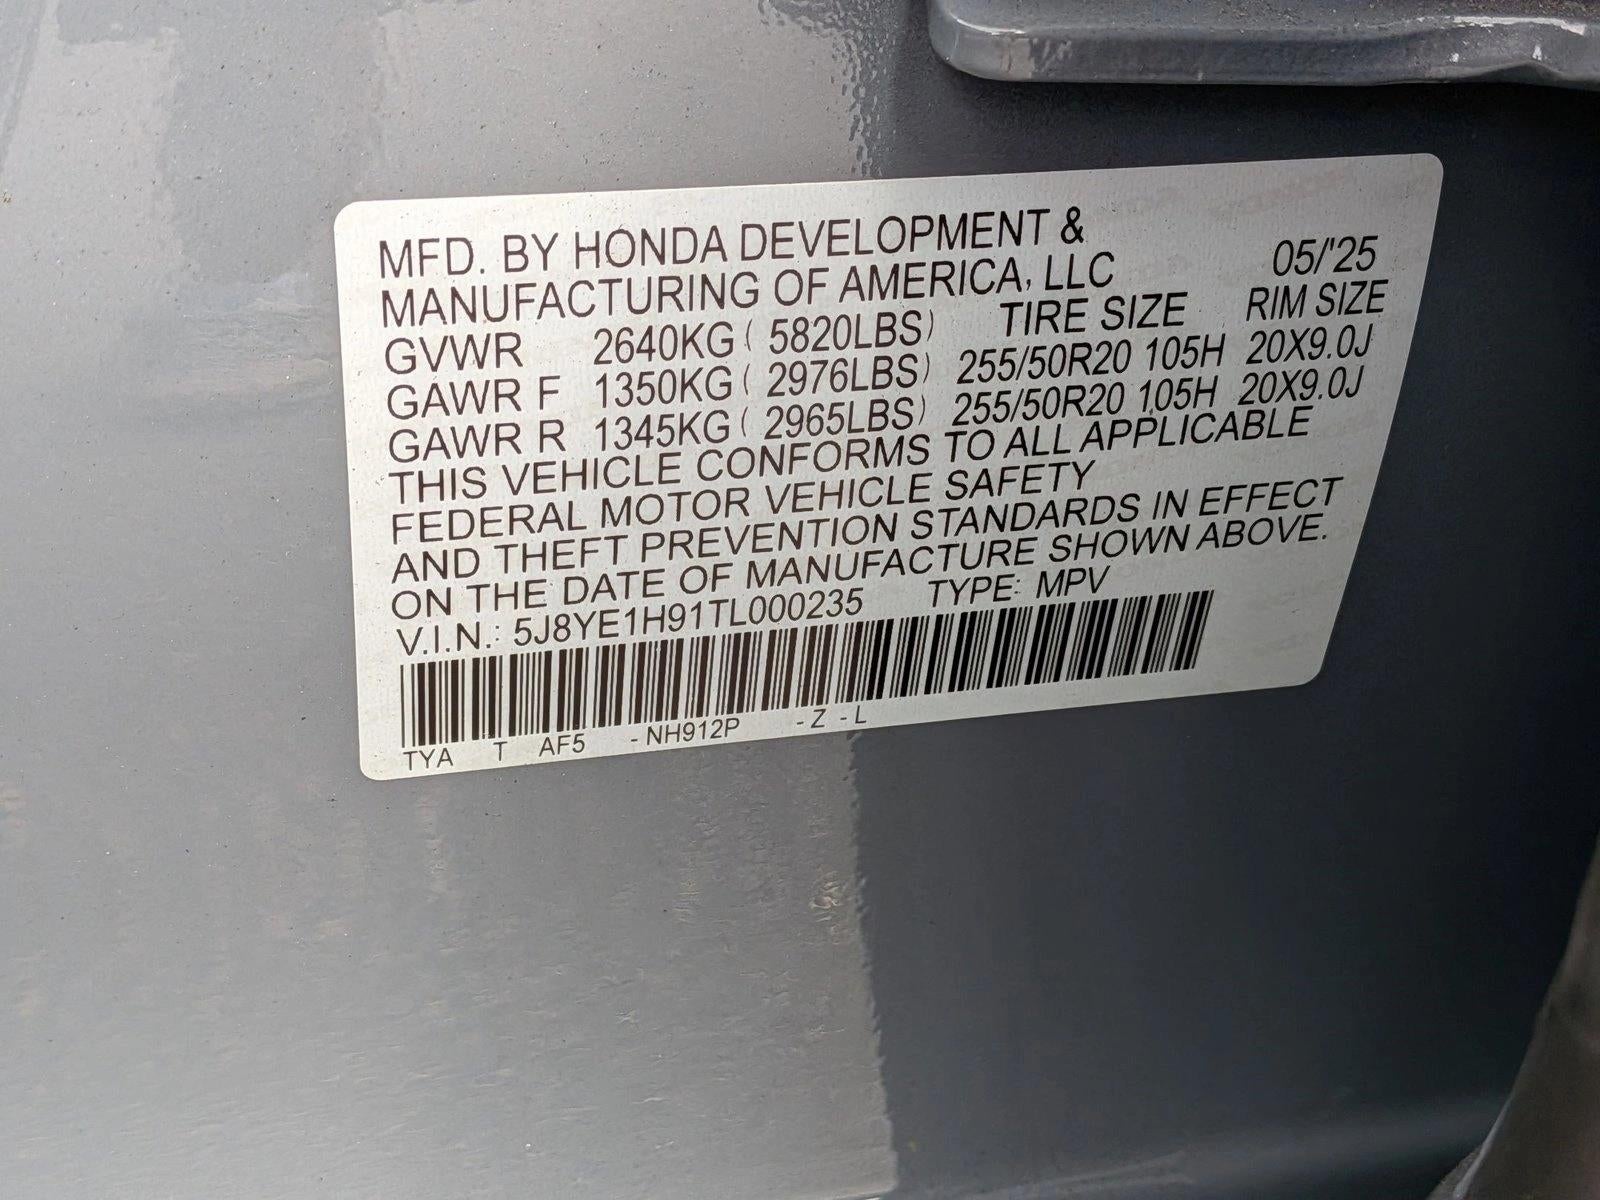 MFD. BY HONDA DEVELOPMENT &
MANUFACTURING OF AMERICA, LLC 05/'25
GVWR 2640KG ( 5820LBS) TIRE SIZE RIM SIZE
GAWR F 1350KG ( 2976LBS) 255/50R20 105H 20X9.0J
GAWR R 1345KG ( 2965LBS) 255/50R20 105H 20X9.0J
THIS VEHICLE CONFORMS TO ALL APPLICABLE
FEDERAL MOTOR VEHICLE SAFETY
AND THEFT PREVENTION STANDARDS IN EFFECT
ON THE DATE OF MANUFACTURE SHOWN ABOVE.
V.I.N.: 5J8YE1H91TL000235 TYPE: MPV
TYA T AF5 - NH912P - Z - L